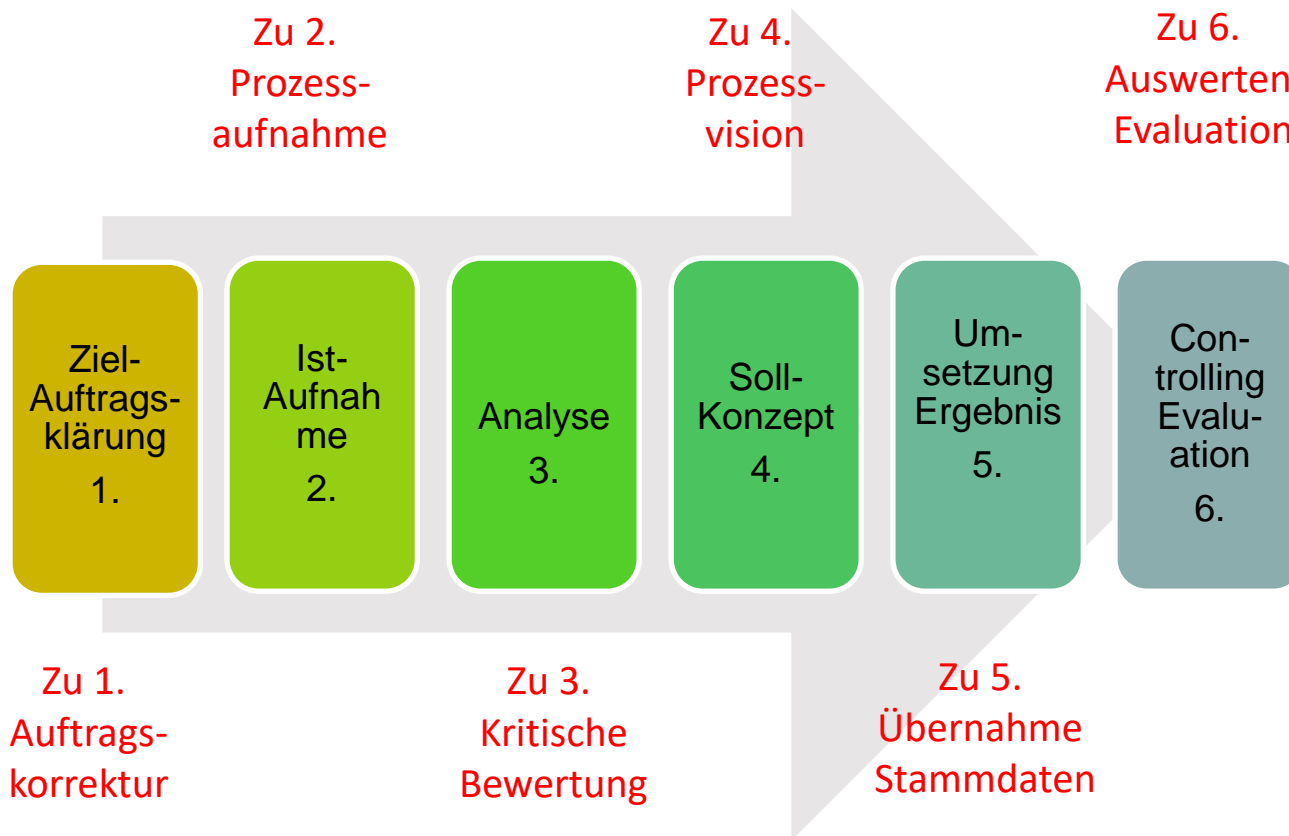 Zu 2.
Prozess-
aufnahme
Zu 4.
Prozess-
vision
Zu 6.
Auswerten
Evaluation
Ziel-
Auftrags-
klärung
1.
Ist-
Aufnah
me
2.
Analyse
3.
Soll-
Konzept
4.
Um-
setzung
Ergebnis
5.
Con-
trolling
Evalu-
ation
6.
Zu 1.
Auftrags-
korrektur
Zu 3.
Kritische
Bewertung
Zu 5.
Übernahme
Stammdaten